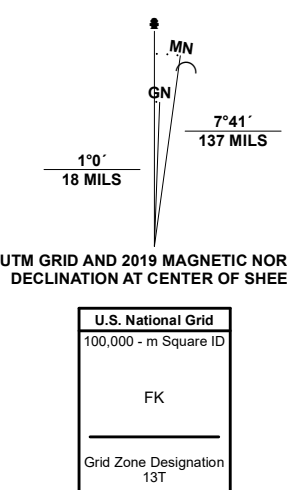 MN
GN
7°41´
137 MILS
1°0´
18 MILS
UTM GRID AND 2019 MAGNETIC NOR
DECLINATION AT CENTER OF SHEE
U.S. National Grid
100,000 - m Square ID
FK
Grid Zone Designation
13T